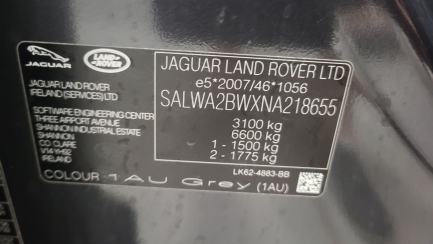 JAGUAR
LAND-
ROVER
JAGUAR LAND ROVER LTD
e5*2007/46*1056
SALWA2BWXNA218655
JAGUAR LAND ROVER
IRELAND (SERVICES) LTD
SOFTWARE ENGINEERING CENTER
THREE AIRPORT AVENUE
SHANNON INDUSTRIAL ESTATE
SHANNON
CO CLARE
V14 YH92
IRELAND
3100 kg
6600 kg
1 - 1500 kg
2 - 1775 kg
LK62-4883-BB
COLOUR 1AU Grey (1AU)